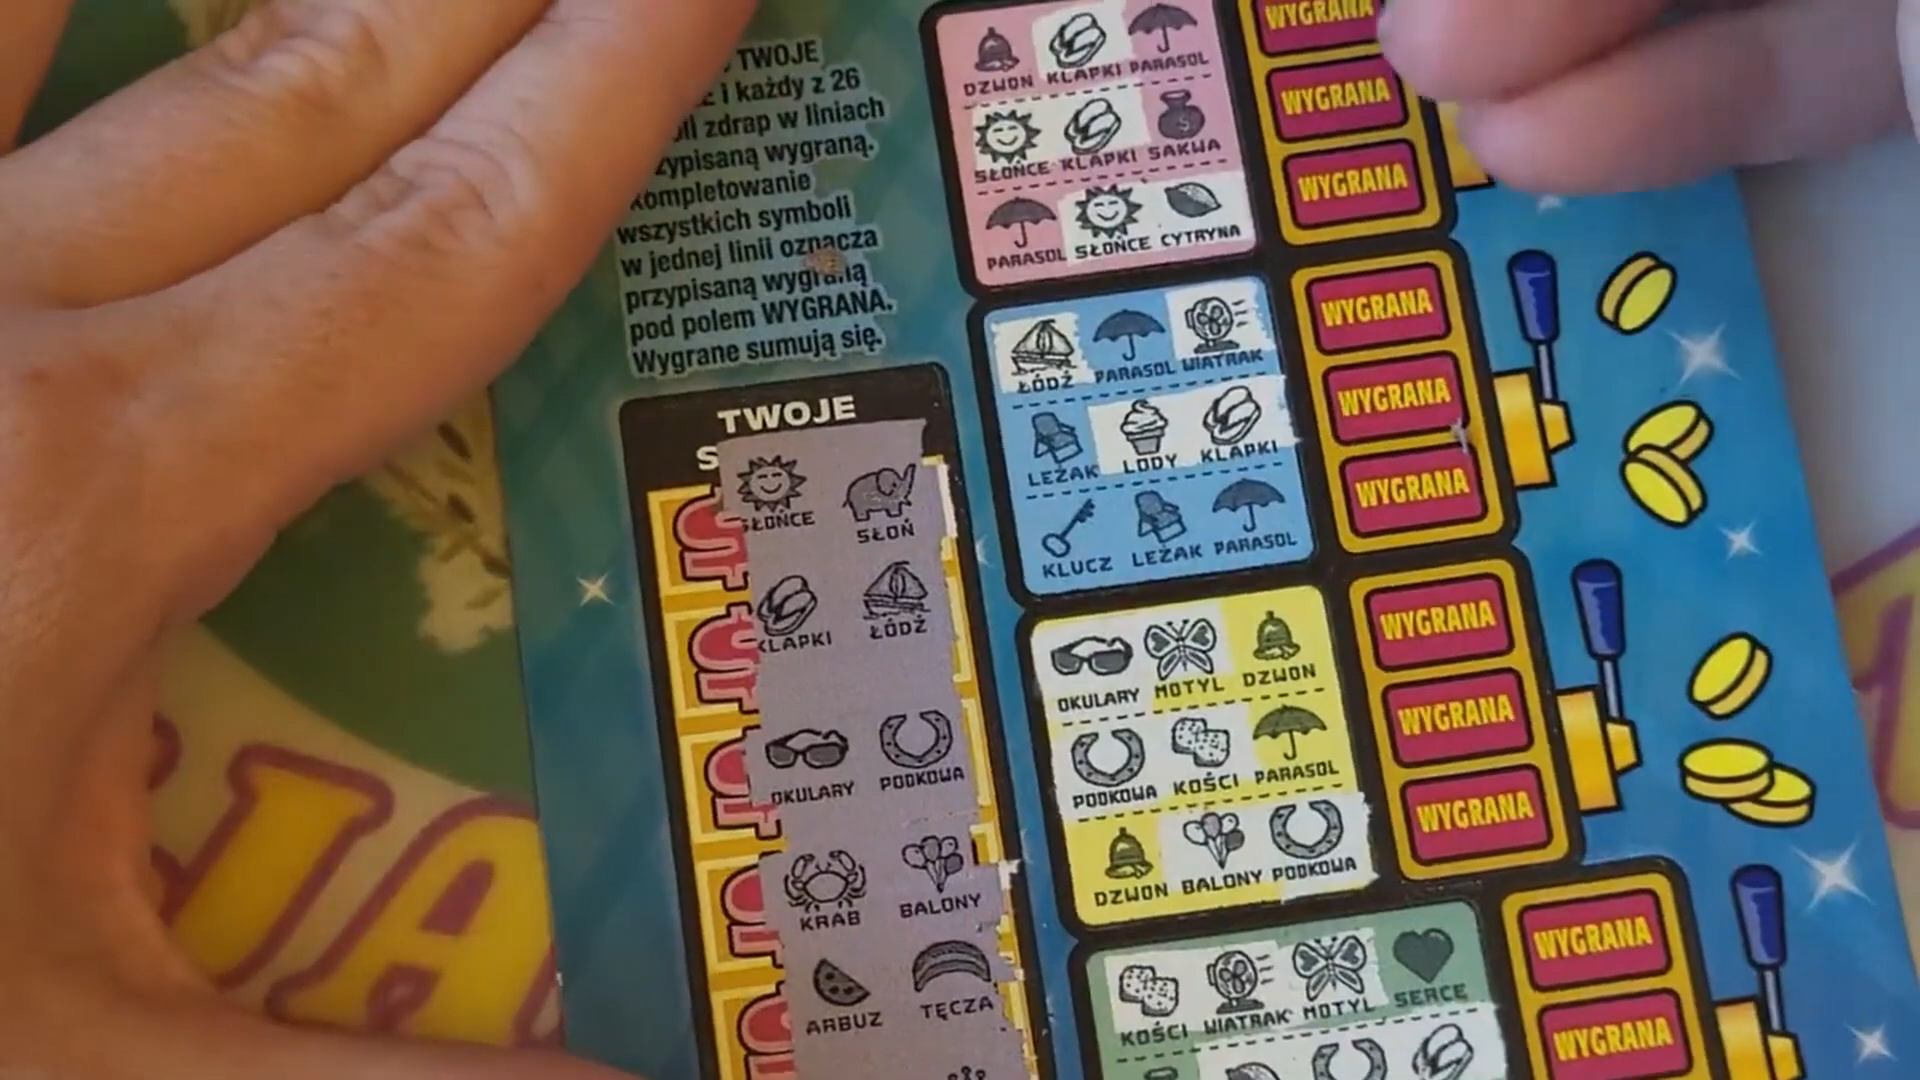 TWOJE
i każdy z 26
zdrap w liniach
wygraną.
kompletowanie
wszystkich symboli
w jednej linii oznacza
przypisaną wygraną
pod polem WYGRANA.
Wygrane sumują się.
TWOJE
SŁOŃCE SŁOŃ
KLAPKI ŁÓDŹ
OKULARY PODKOWA
KRAB BALONY
ARBUZ TĘCZA
DZWON KLAPKI PARASOL
WYGRANA
SŁOŃCE KLAPKI SAKWA
WYGRANA
PARASOL SŁOŃCE CYTRYNA
WYGRANA
ŁÓDŹ PARASOL WIATRAK
WYGRANA
LEŻAK LODY KLAPKI
WYGRANA
KLUCZ LEŻAK PARASOL
WYGRANA
OKULARY MOTYL DZWON
WYGRANA
PODKOWA KOŚCI PARASOL
WYGRANA
DZWON BALONY PODKOWA
WYGRANA
KOŚCI WIATRAK MOTYL SERCE
WYGRANA
WYGRANA